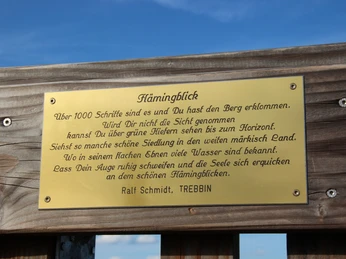 Hämingblick
Über 1000 Schritte sind es und Du hast den Berg erklommen.
Wird Dir nicht die Sicht genommen
kannst Du über grüne Kiefern sehen bis zum Horizont.
Siehst so manche schöne Siedlung in den weiten märkisch Land.
Wo in seinem flachen Ebnen viele Wasser sind bekannt.
Lass Dein Auge ruhig schweifen und die Seele sich erquicken
an dem schönen Hämingblicken.
Ralf Schmidt, TREBBIN